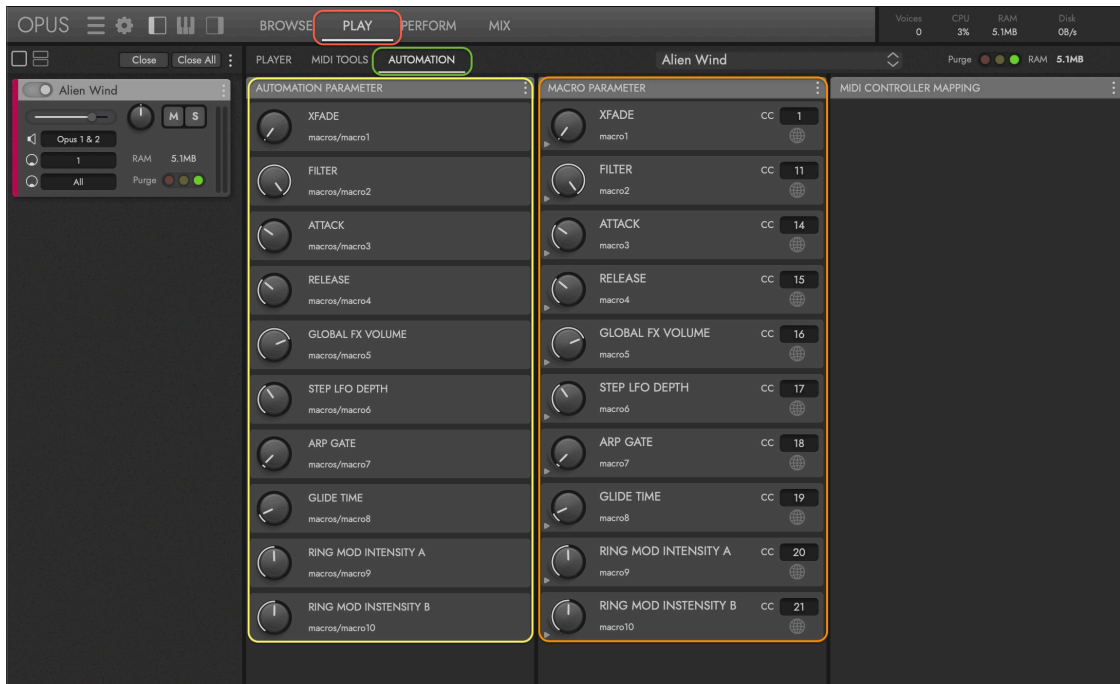 OPUS
BROWSE PLAY PERFORM MIX
Voices CPU RAM Disk
0 3% 5.1MB 0B/s
Close Close All
PLAYER MIDI TOOLS AUTOMATION
Alien Wind
Purge RAM 5.1MB
Alien Wind
M S
Opus 1 & 2
1 RAM 5.1MB
All Purge
AUTOMATION PARAMETER
XFADE
macros/macro1
FILTER
macros/macro2
ATTACK
macros/macro3
RELEASE
macros/macro4
GLOBAL FX VOLUME
macros/macro5
STEP LFO DEPTH
macros/macro6
ARP GATE
macros/macro7
GLIDE TIME
macros/macro8
RING MOD INTENSITY A
macros/macro9
RING MOD INSTENSITY B
macros/macro10
MACRO PARAMETER
XFADE CC 1
macro1
FILTER CC 11
macro2
ATTACK CC 14
macro3
RELEASE CC 15
macro4
GLOBAL FX VOLUME CC 16
macro5
STEP LFO DEPTH CC 17
macro6
ARP GATE CC 18
macro7
GLIDE TIME CC 19
macro8
RING MOD INTENSITY A CC 20
macro9
RING MOD INSTENSITY B CC 21
macro10
MIDI CONTROLLER MAPPING